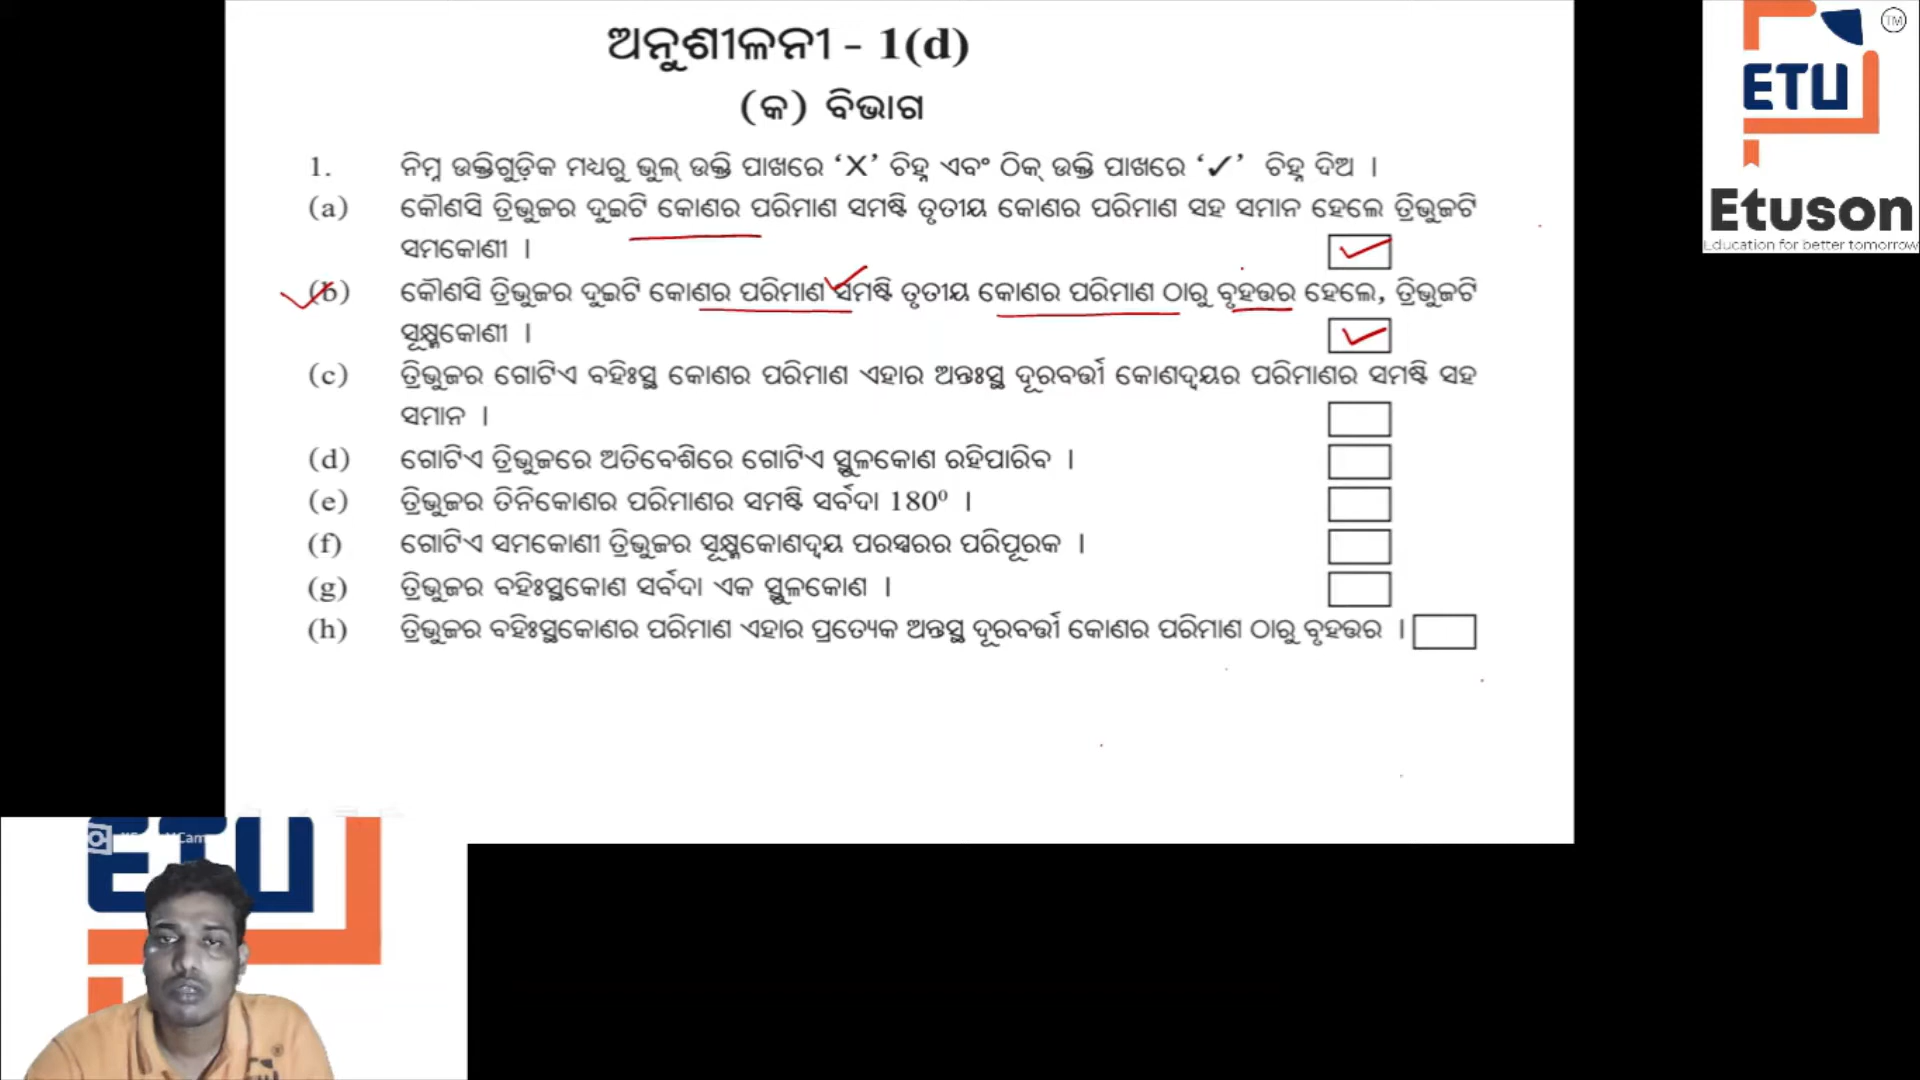 ଅନୁଶୀଳନୀ - 1(d)
(କ) ବିଭାଗ
1. ନିମ୍ନ ଉକ୍ତିଗୁଡ଼ିକ ମଧ୍ୟରୁ ଭୁଲ୍ ଉକ୍ତି ପାଖରେ ‘X’ ଚିହ୍ନ ଏବଂ ଠିକ୍ ଉକ୍ତି ପାଖରେ ‘✓’ ଚିହ୍ନ ଦିଅ ।
(a) କୌଣସି ତ୍ରିଭୁଜର ଦୁଇଟି କୋଣର ପରିମାଣ ସମଷ୍ଟି ତୃତୀୟ କୋଣର ପରିମାଣ ସହ ସମାନ ହେଲେ ତ୍ରିଭୁଜଟି
ସମକୋଣୀ । ✓
(b) କୌଣସି ତ୍ରିଭୁଜର ଦୁଇଟି କୋଣର ପରିମାଣ ସମଷ୍ଟି ତୃତୀୟ କୋଣର ପରିମାଣ ଠାରୁ ବୃହତ୍ତର ହେଲେ, ତ୍ରିଭୁଜଟି
ସୂକ୍ଷ୍ମକୋଣୀ । ✓
(c) ତ୍ରିଭୁଜର ଗୋଟିଏ ବହିଃସ୍ଥ କୋଣର ପରିମାଣ ଏହାର ଅନ୍ତଃସ୍ଥ ଦୂରବର୍ତ୍ତୀ କୋଣଦ୍ୱୟର ପରିମାଣର ସମଷ୍ଟି ସହ
ସମାନ ।
(d) ଗୋଟିଏ ତ୍ରିଭୁଜରେ ଅତିବେଶିରେ ଗୋଟିଏ ସ୍ଥୁଳକୋଣ ରହିପାରିବ ।
(e) ତ୍ରିଭୁଜର ତିନିକୋଣର ପରିମାଣର ସମଷ୍ଟି ସର୍ବଦା 180⁰ ।
(f) ଗୋଟିଏ ସମକୋଣୀ ତ୍ରିଭୁଜର ସୂକ୍ଷ୍ମକୋଣଦ୍ୱୟ ପରସ୍ପରର ପରିପୂରକ ।
(g) ତ୍ରିଭୁଜର ବହିଃସ୍ଥକୋଣ ସର୍ବଦା ଏକ ସ୍ଥୁଳକୋଣ ।
(h) ତ୍ରିଭୁଜର ବହିଃସ୍ଥକୋଣର ପରିମାଣ ଏହାର ପ୍ରତ୍ୟେକ ଅନ୍ତସ୍ଥ ଦୂରବର୍ତ୍ତୀ କୋଣର ପରିମାଣ ଠାରୁ ବୃହତ୍ତର ।
TM
ETU
Etuson
Education for better tomorrow
ETU